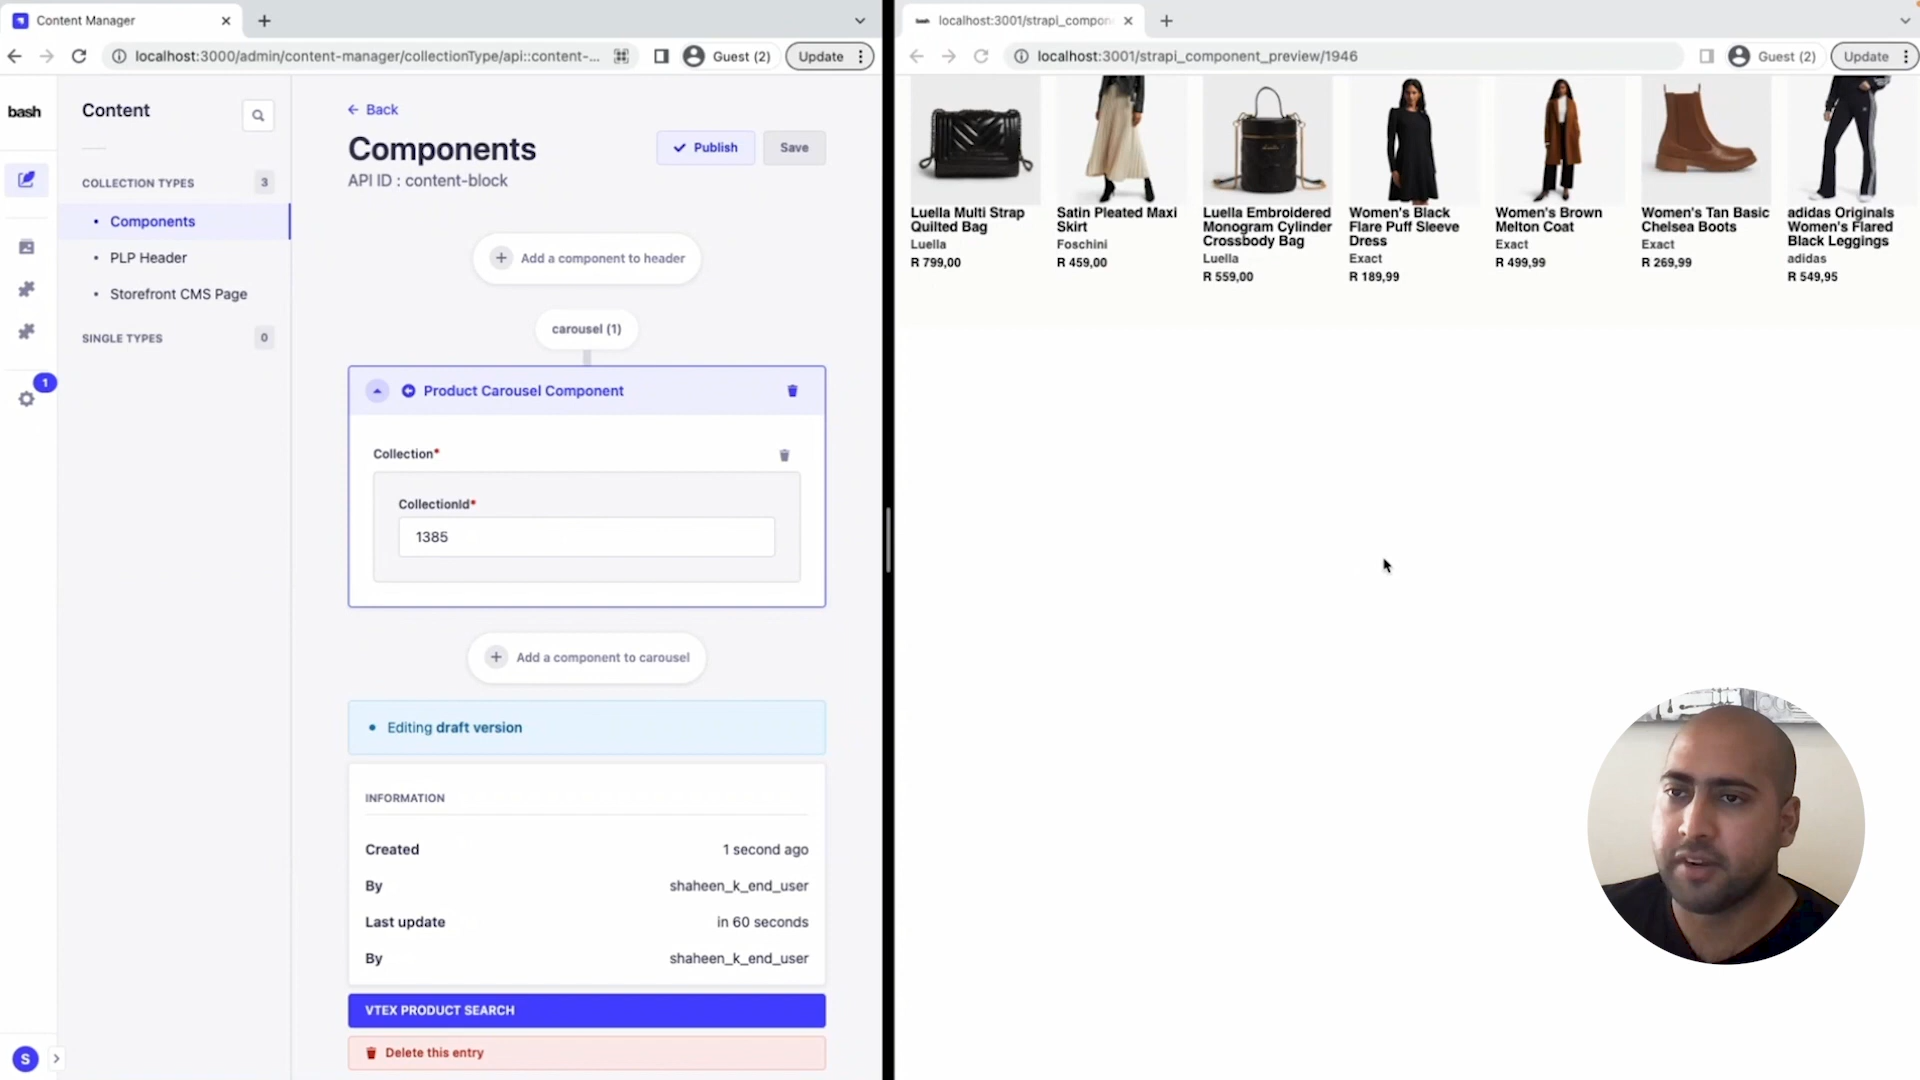 Content Manager
localhost:3000/admin/content-manager/collectionType/api::content-...
Guest (2)
Update
bash
Content
COLLECTION TYPES
3
Components
PLP Header
Storefront CMS Page
SINGLE TYPES
0
1
S
Back
Components
API ID : content-block
Publish
Save
Add a component to header
carousel (1)
Product Carousel Component
Collection*
CollectionId*
1385
Add a component to carousel
Editing draft version
INFORMATION
Created
1 second ago
By
shaheen_k_end_user
Last update
in 60 seconds
By
shaheen_k_end_user
VTEX PRODUCT SEARCH
Delete this entry
localhost:3001/strapi_compon
localhost:3001/strapi_component_preview/1946
Guest (2)
Update
Luella Multi Strap
Quilted Bag
Luella
R 799,00
Satin Pleated Maxi
Skirt
Foschini
R 459,00
Luella Embroidered
Monogram Cylinder
Crossbody Bag
Luella
R 559,00
Women's Black
Flare Puff Sleeve
Dress
Exact
R 189,99
Women's Brown
Melton Coat
Exact
R 499,99
Women's Tan Basic
Chelsea Boots
Exact
R 269,99
adidas Originals
Women's Flared
Black Leggings
adidas
R 549,95